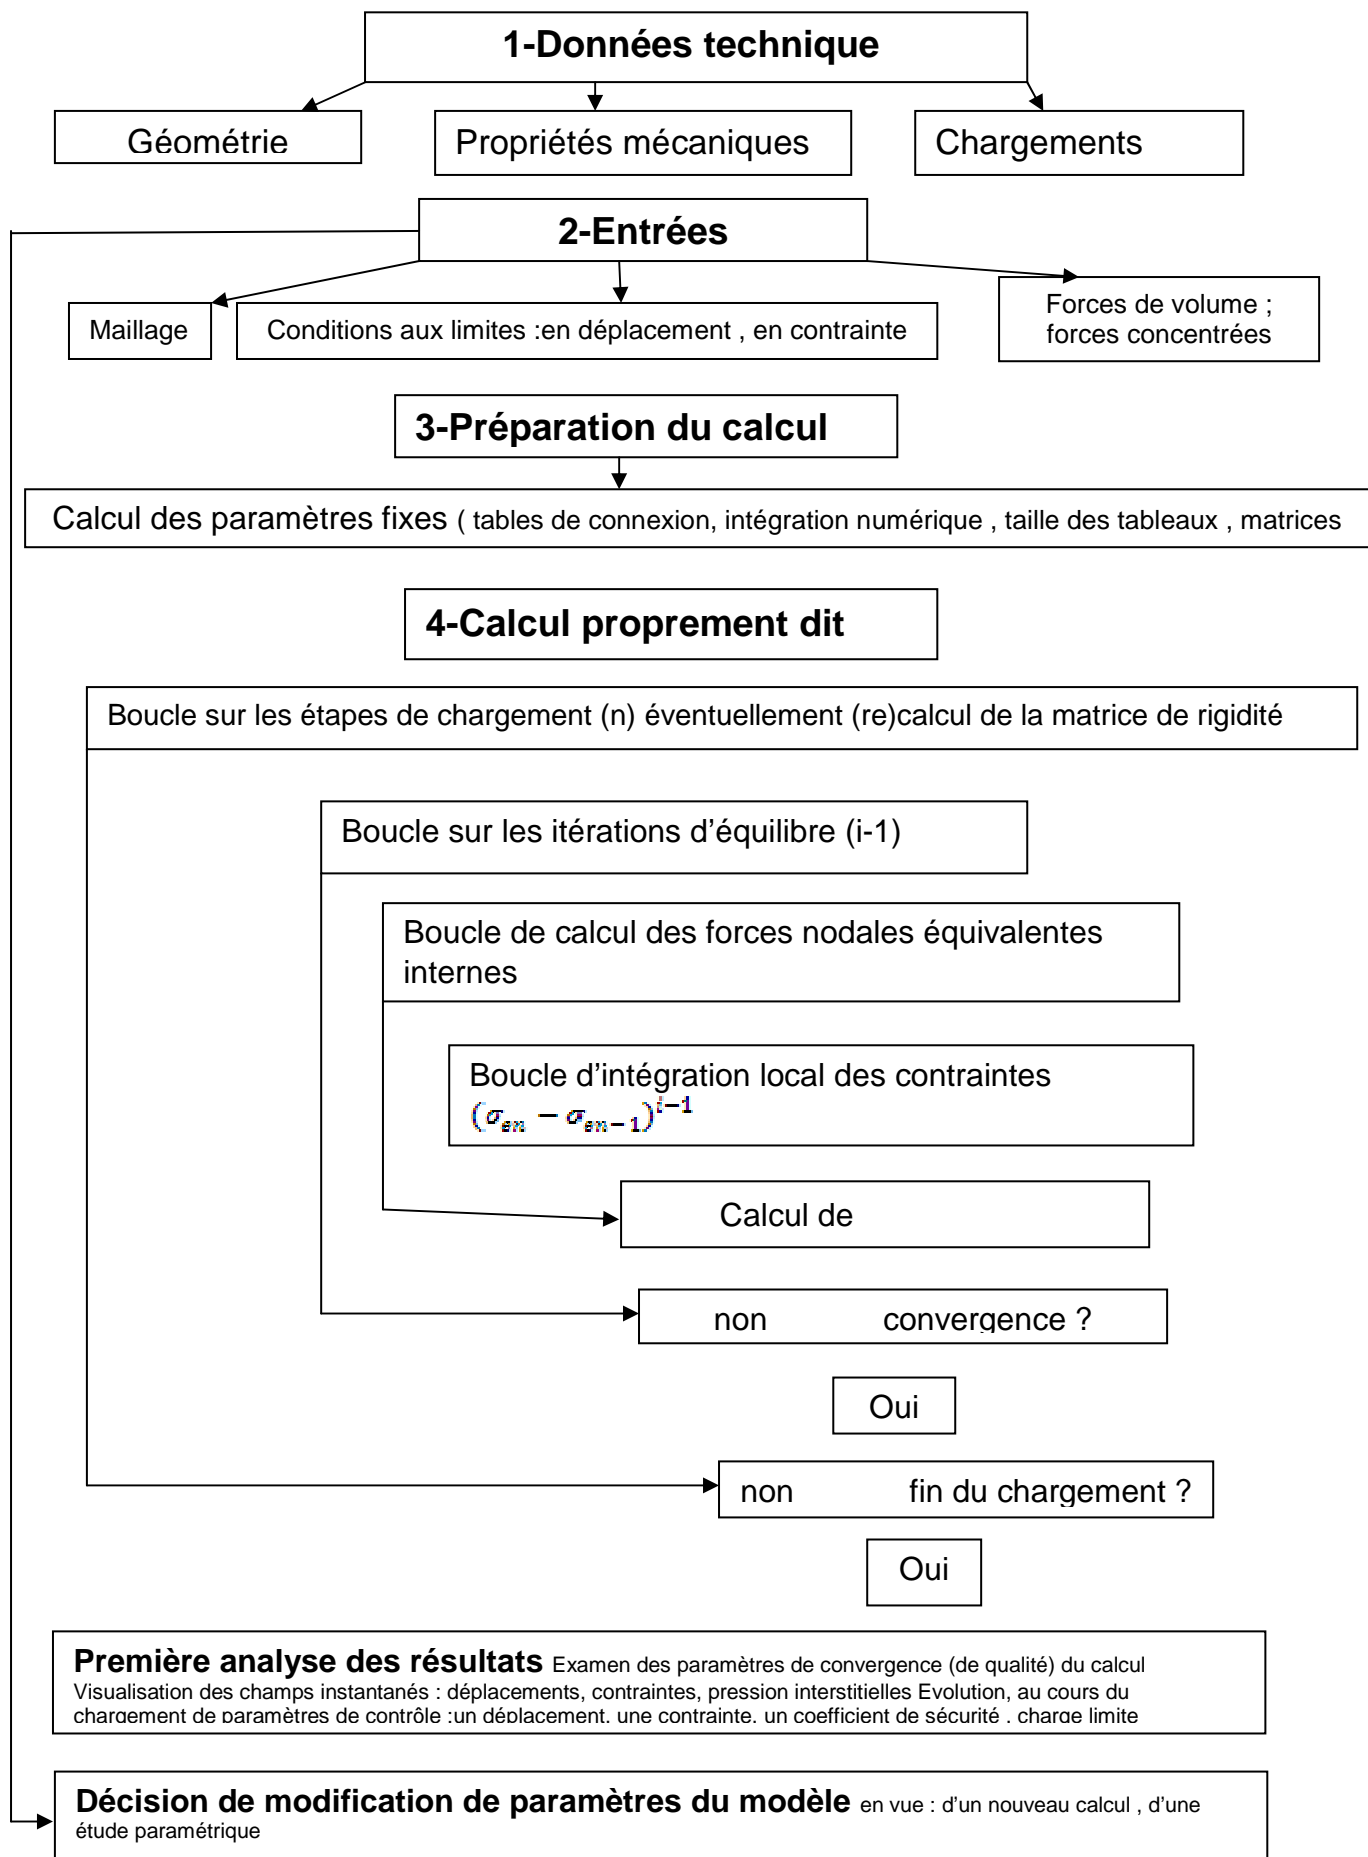 1-Données technique
Géométrie
Propriétés mécaniques
Chargements
2-Entrées
Maillage
Conditions aux limites :en déplacement , en contrainte
Forces de volume ;
forces concentrées
3-Préparation du calcul
Calcul des paramètres fixes ( tables de connexion, intégration numérique , taille des tableaux , matrices
4-Calcul proprement dit
Boucle sur les étapes de chargement (n) éventuellement (re)calcul de la matrice de rigidité
Boucle sur les itérations d’équilibre (i-1)
Boucle de calcul des forces nodales équivalentes
internes
Boucle d’intégration local des contraintes
(σ_en − σ_en−1)^i−1
Calcul de
non convergence ?
Oui
non fin du chargement ?
Oui
Première analyse des résultats Examen des paramètres de convergence (de qualité) du calcul
Visualisation des champs instantanés : déplacements, contraintes, pression interstitielles Evolution, au cours du
chargement de paramètres de contrôle :un déplacement, une contrainte, un coefficient de sécurité , charge limite
Décision de modification de paramètres du modèle en vue : d’un nouveau calcul , d’une
étude paramétrique